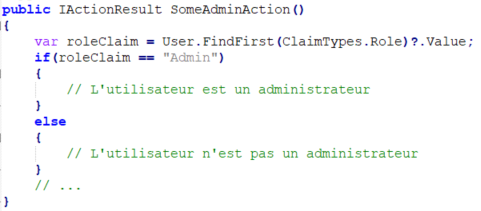 public IActionResult SomeAdminAction()
{
var roleClaim = User.FindFirst(ClaimTypes.Role)?.Value;
if(roleClaim == "Admin")
{
// L'utilisateur est un administrateur
}
else
{
// L'utilisateur n'est pas un administrateur
}
// ...
}